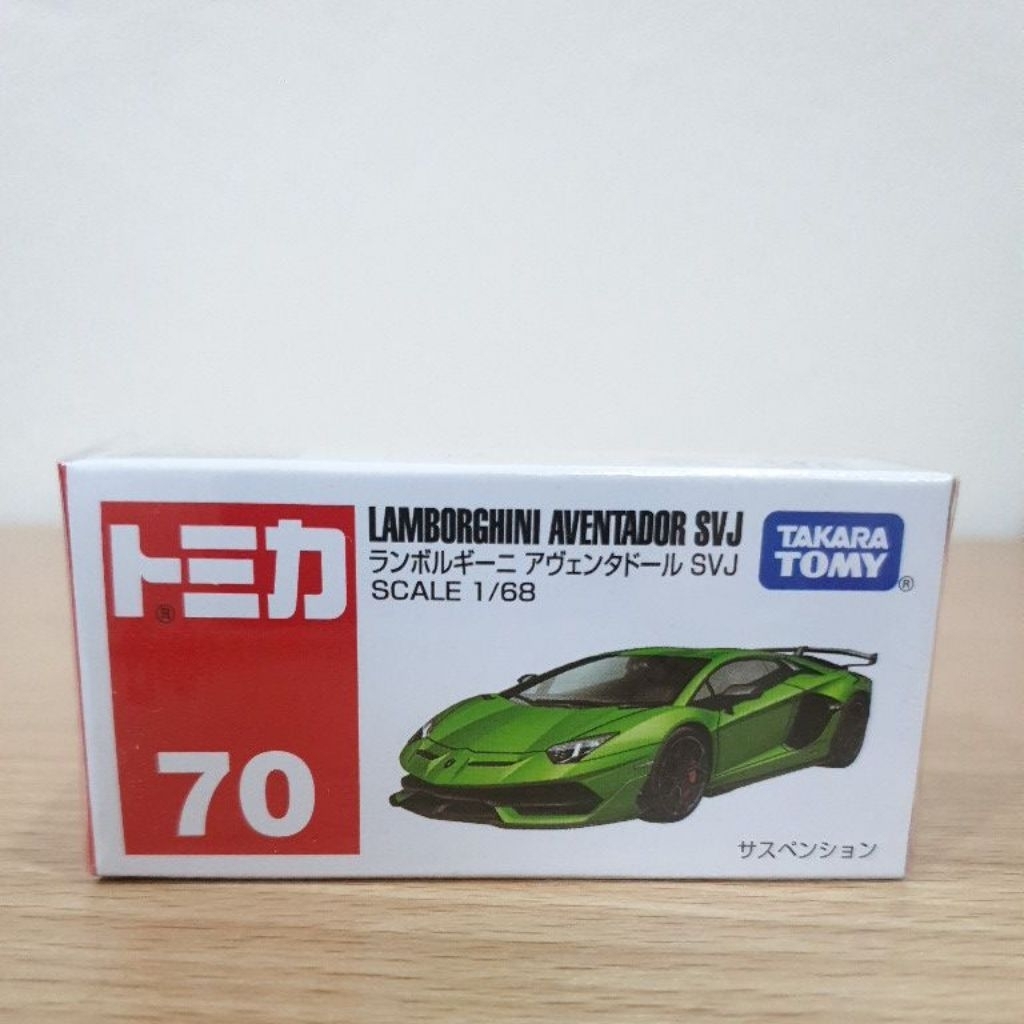 トミカ®
70
LAMBORGHINI AVENTADOR SVJ
ランボルギーニ アヴェンタドール SVJ
SCALE 1/68
TAKARA
TOMY®
サスペンション